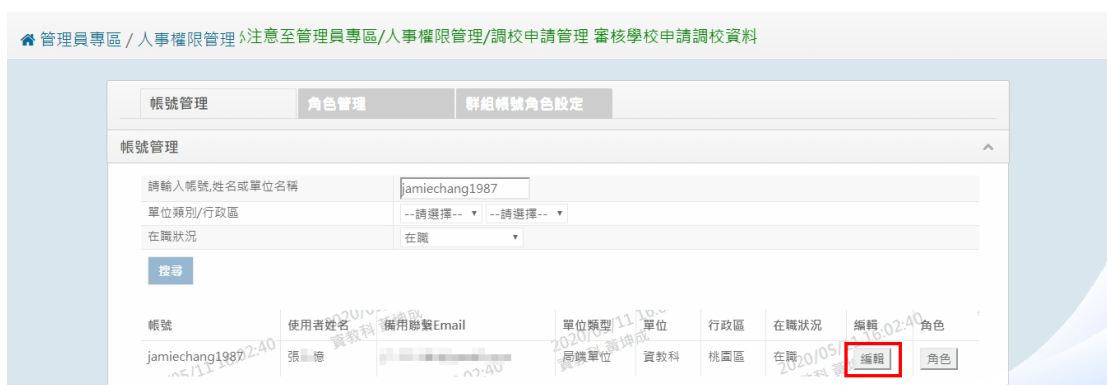 管理員專區 / 人事權限管理 注意至管理員專區/人事權限管理/調校申請管理 審核學校申請調校資料
帳號管理 角色管理 群組帳號角色設定
帳號管理
請輸入帳號,姓名或單位名稱 jamiechang1987
單位類別/行政區 --請選擇-- --請選擇--
在職狀況 在職
搜尋
帳號 使用者姓名 備用聯繫Email 單位類型 單位 行政區 在職狀況 編輯 角色
jamiechang1987 張 憶 局端單位 資教科 桃園區 在職 編輯 角色